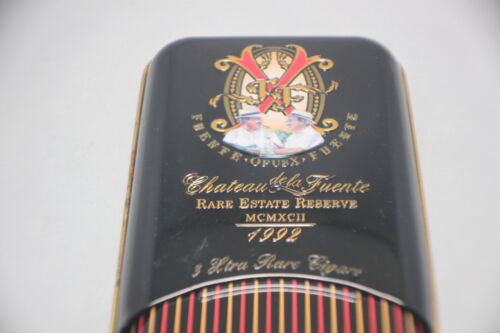 FUENTE · OPUSX · FUENTE
Chateau de la Fuente
RARE ESTATE RESERVE
MCMXCII
1992
3 Xtra Rare Cigars